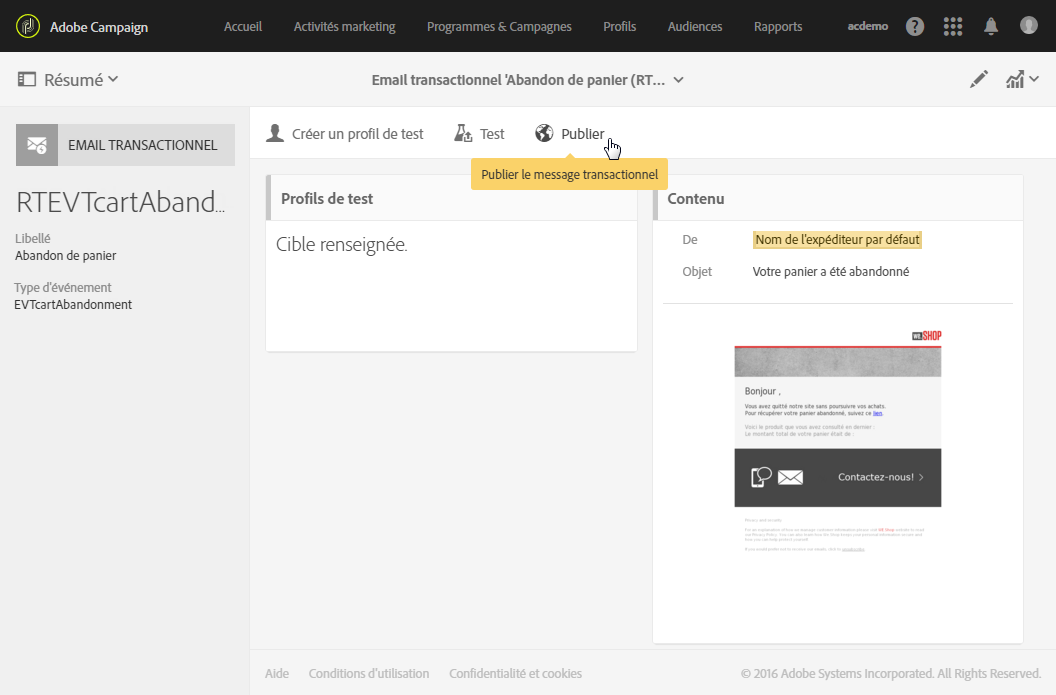 Adobe Campaign
Accueil
Activités marketing
Programmes & Campagnes
Profils
Audiences
Rapports
acdemo
?
Résumé
Email transactionnel 'Abandon de panier (RT...
EMAIL TRANSACTIONNEL
RTEVTcartAband...
Libellé
Abandon de panier
Type d'événement
EVTcartAbandonment
Créer un profil de test
Test
Publier
Publier le message transactionnel
Profils de test
Cible renseignée.
Contenu
De
Nom de l'expéditeur par défaut
Objet
Votre panier a été abandonné
WE.SHOP
Bonjour ,
Vous avez quitté notre site sans poursuivre vos achats.
Pour récupérer votre panier abandonné, suivez ce lien.
Voici le produit que vous avez consulté en dernier :
Le montant total de votre panier était de :
Contactez-nous! >
Privacy and security
Aide
Conditions d'utilisation
Confidentialité et cookies
© 2016 Adobe Systems Incorporated. All Rights Reserved.